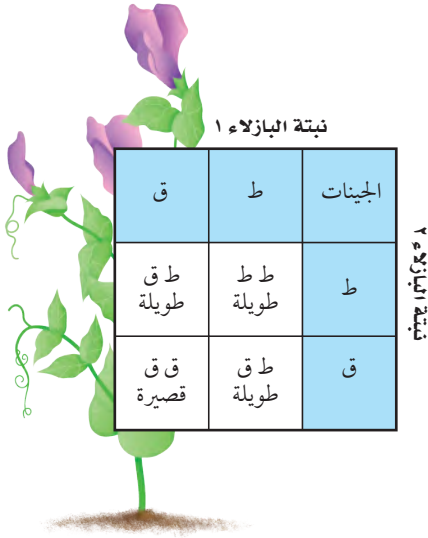 نبتة البازلاء ١
الجينات ط ق
نبتة البازلاء ٢
ط ط ط ط ق
طويلة طويلة
ق ط ق ق ق
طويلة قصيرة